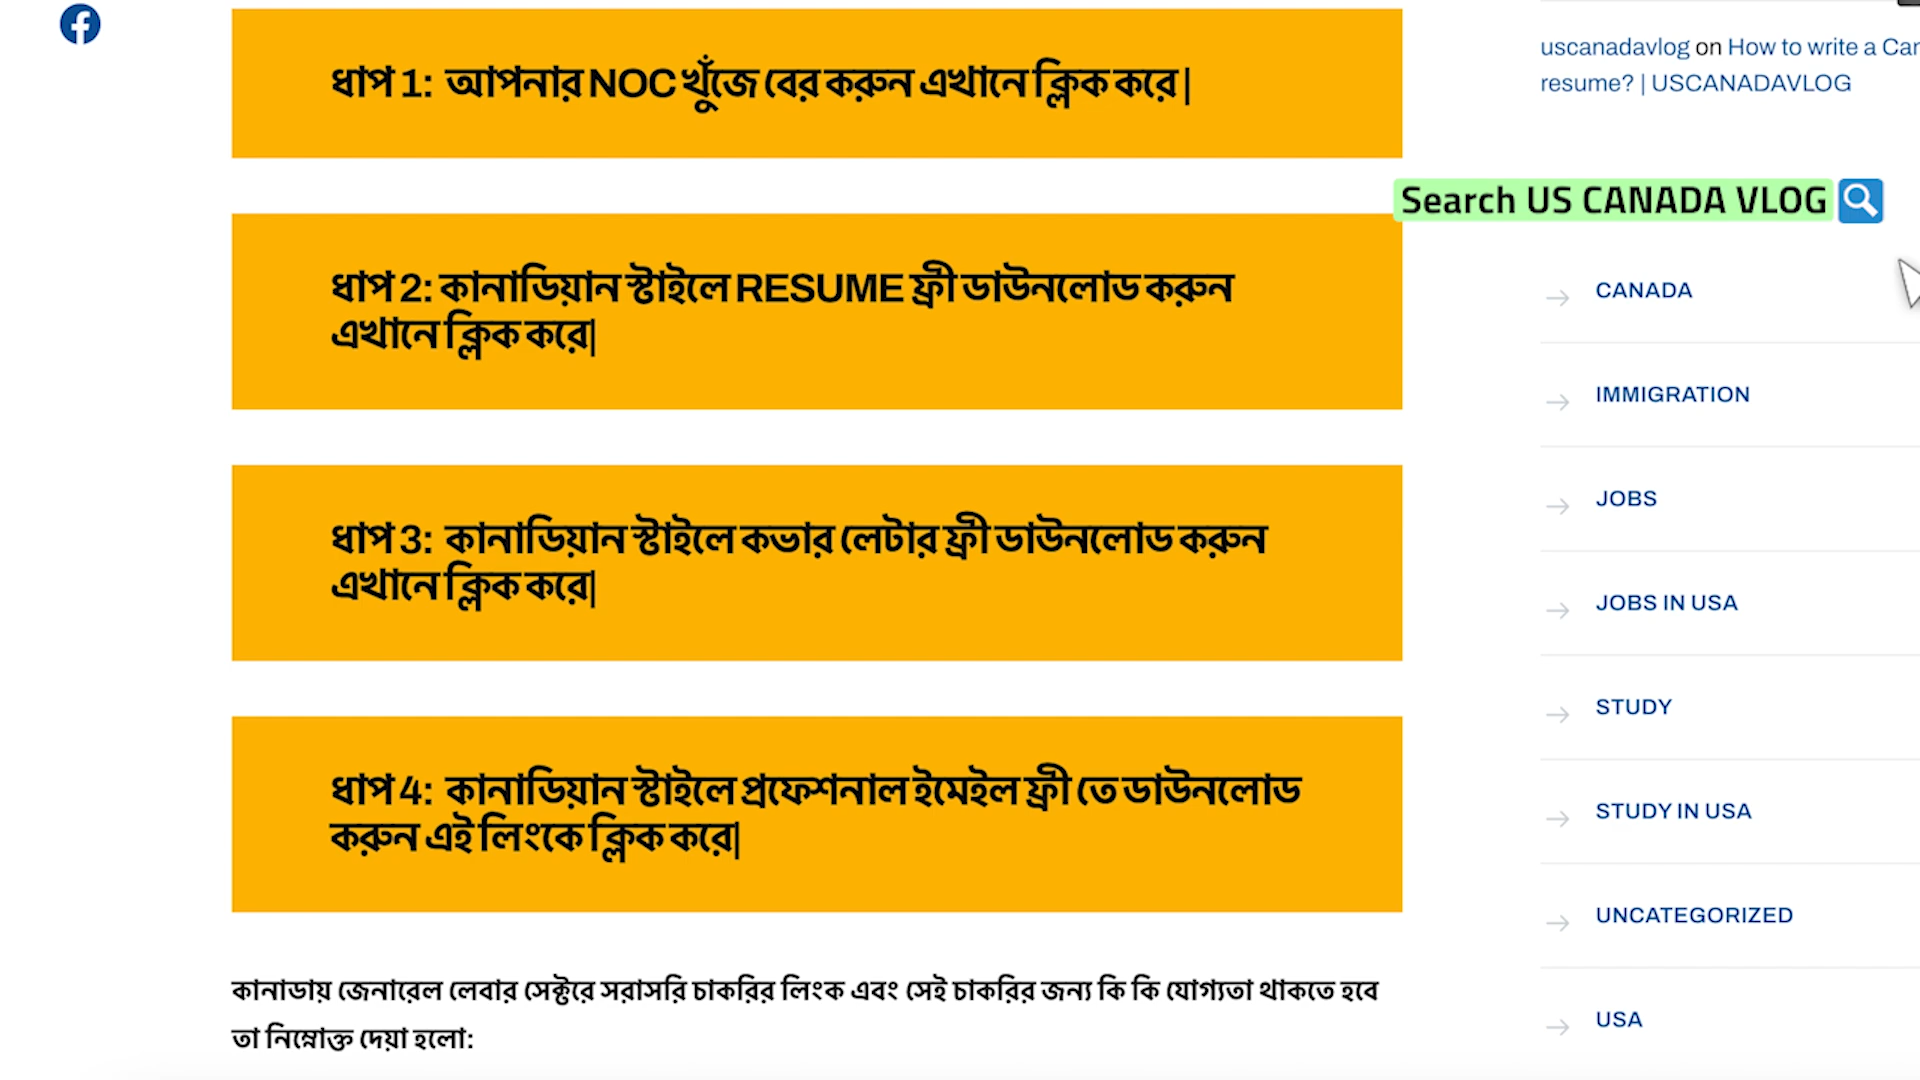 ধাপ 1: আপনার NOC খুঁজে বের করুন এখানে ক্লিক করে|
ধাপ 2: কানাডিয়ান স্টাইলে RESUME ফ্রী ডাউনলোড করুন
এখানে ক্লিক করে|
ধাপ 3: কানাডিয়ান স্টাইলে কভার লেটার ফ্রী ডাউনলোড করুন
এখানে ক্লিক করে|
ধাপ 4: কানাডিয়ান স্টাইলে প্রফেশনাল ইমেইল ফ্রী তে ডাউনলোড
করুন এই লিংকে ক্লিক করে|
কানাডায় জেনারেল লেবার সেক্টরে সরাসরি চাকরির লিংক এবং সেই চাকরির জন্য কি কি যোগ্যতা থাকতে হবে
তা নিম্নোক্ত দেয়া হলো:
uscanadavlog on How to write a Can
resume? | USCANADAVLOG
Search US CANADA VLOG
CANADA
IMMIGRATION
JOBS
JOBS IN USA
STUDY
STUDY IN USA
UNCATEGORIZED
USA